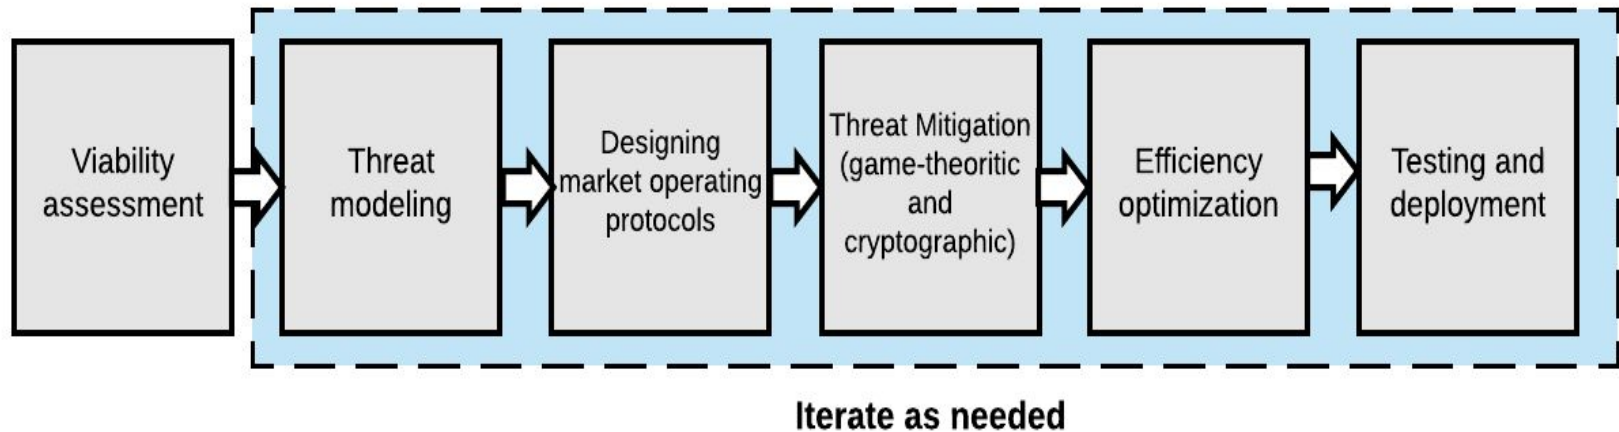 Viability
assessment
Threat
modeling
Designing
market operating
protocols
Threat Mitigation
(game-theoritic
and
cryptographic)
Efficiency
optimization
Testing and
deployment
Iterate as needed